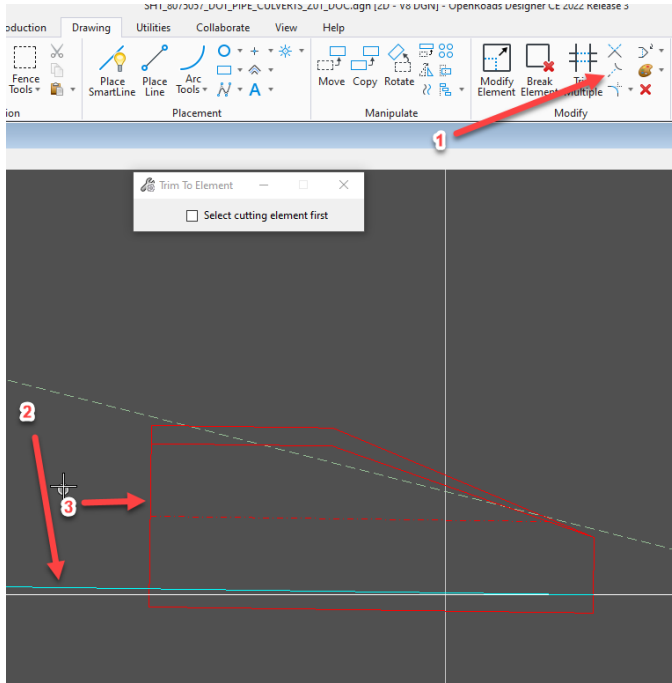 SHT_8075057_DOT_PIPE_CULVERTS_Z01_DOC.dgn [2D - V8 DGN] - OpenRoads Designer CE 2022 Release 3
oduction Drawing Utilities Collaborate View Help
Fence
Tools
Place
SmartLine
Place
Line
Arc
Tools
A
Move Copy Rotate
Modify
Element
Break
Element
Multiple
ion Placement Manipulate Modify
1
Trim To Element
Select cutting element first
2
3